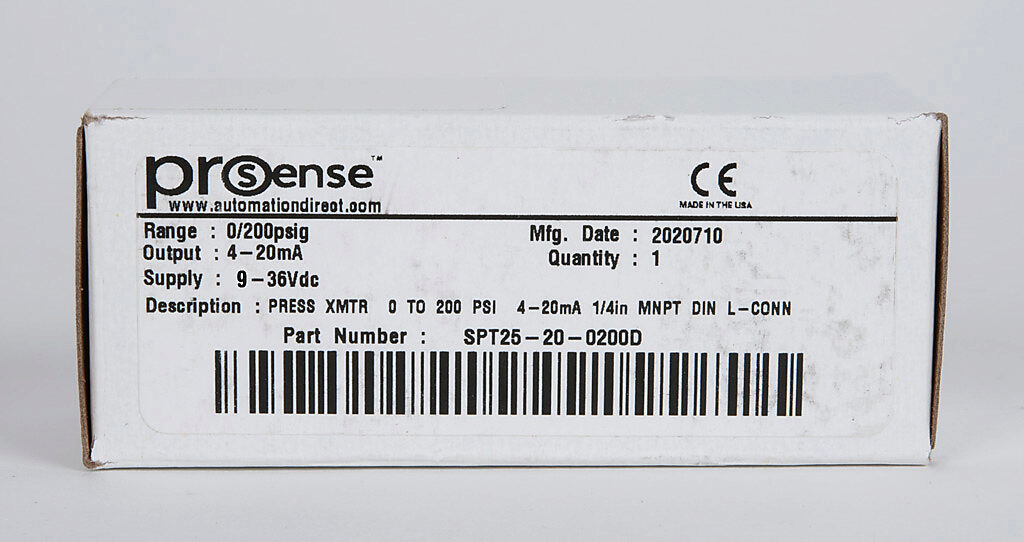 prosense™
www.automationdirect.com
CE
MADE IN THE USA
Range : 0/200psig
Mfg. Date : 2020710
Output : 4-20mA
Quantity : 1
Supply : 9-36Vdc
Description : PRESS XMTR 0 TO 200 PSI 4-20mA 1/4in MNPT DIN L-CONN
Part Number : SPT25-20-0200D